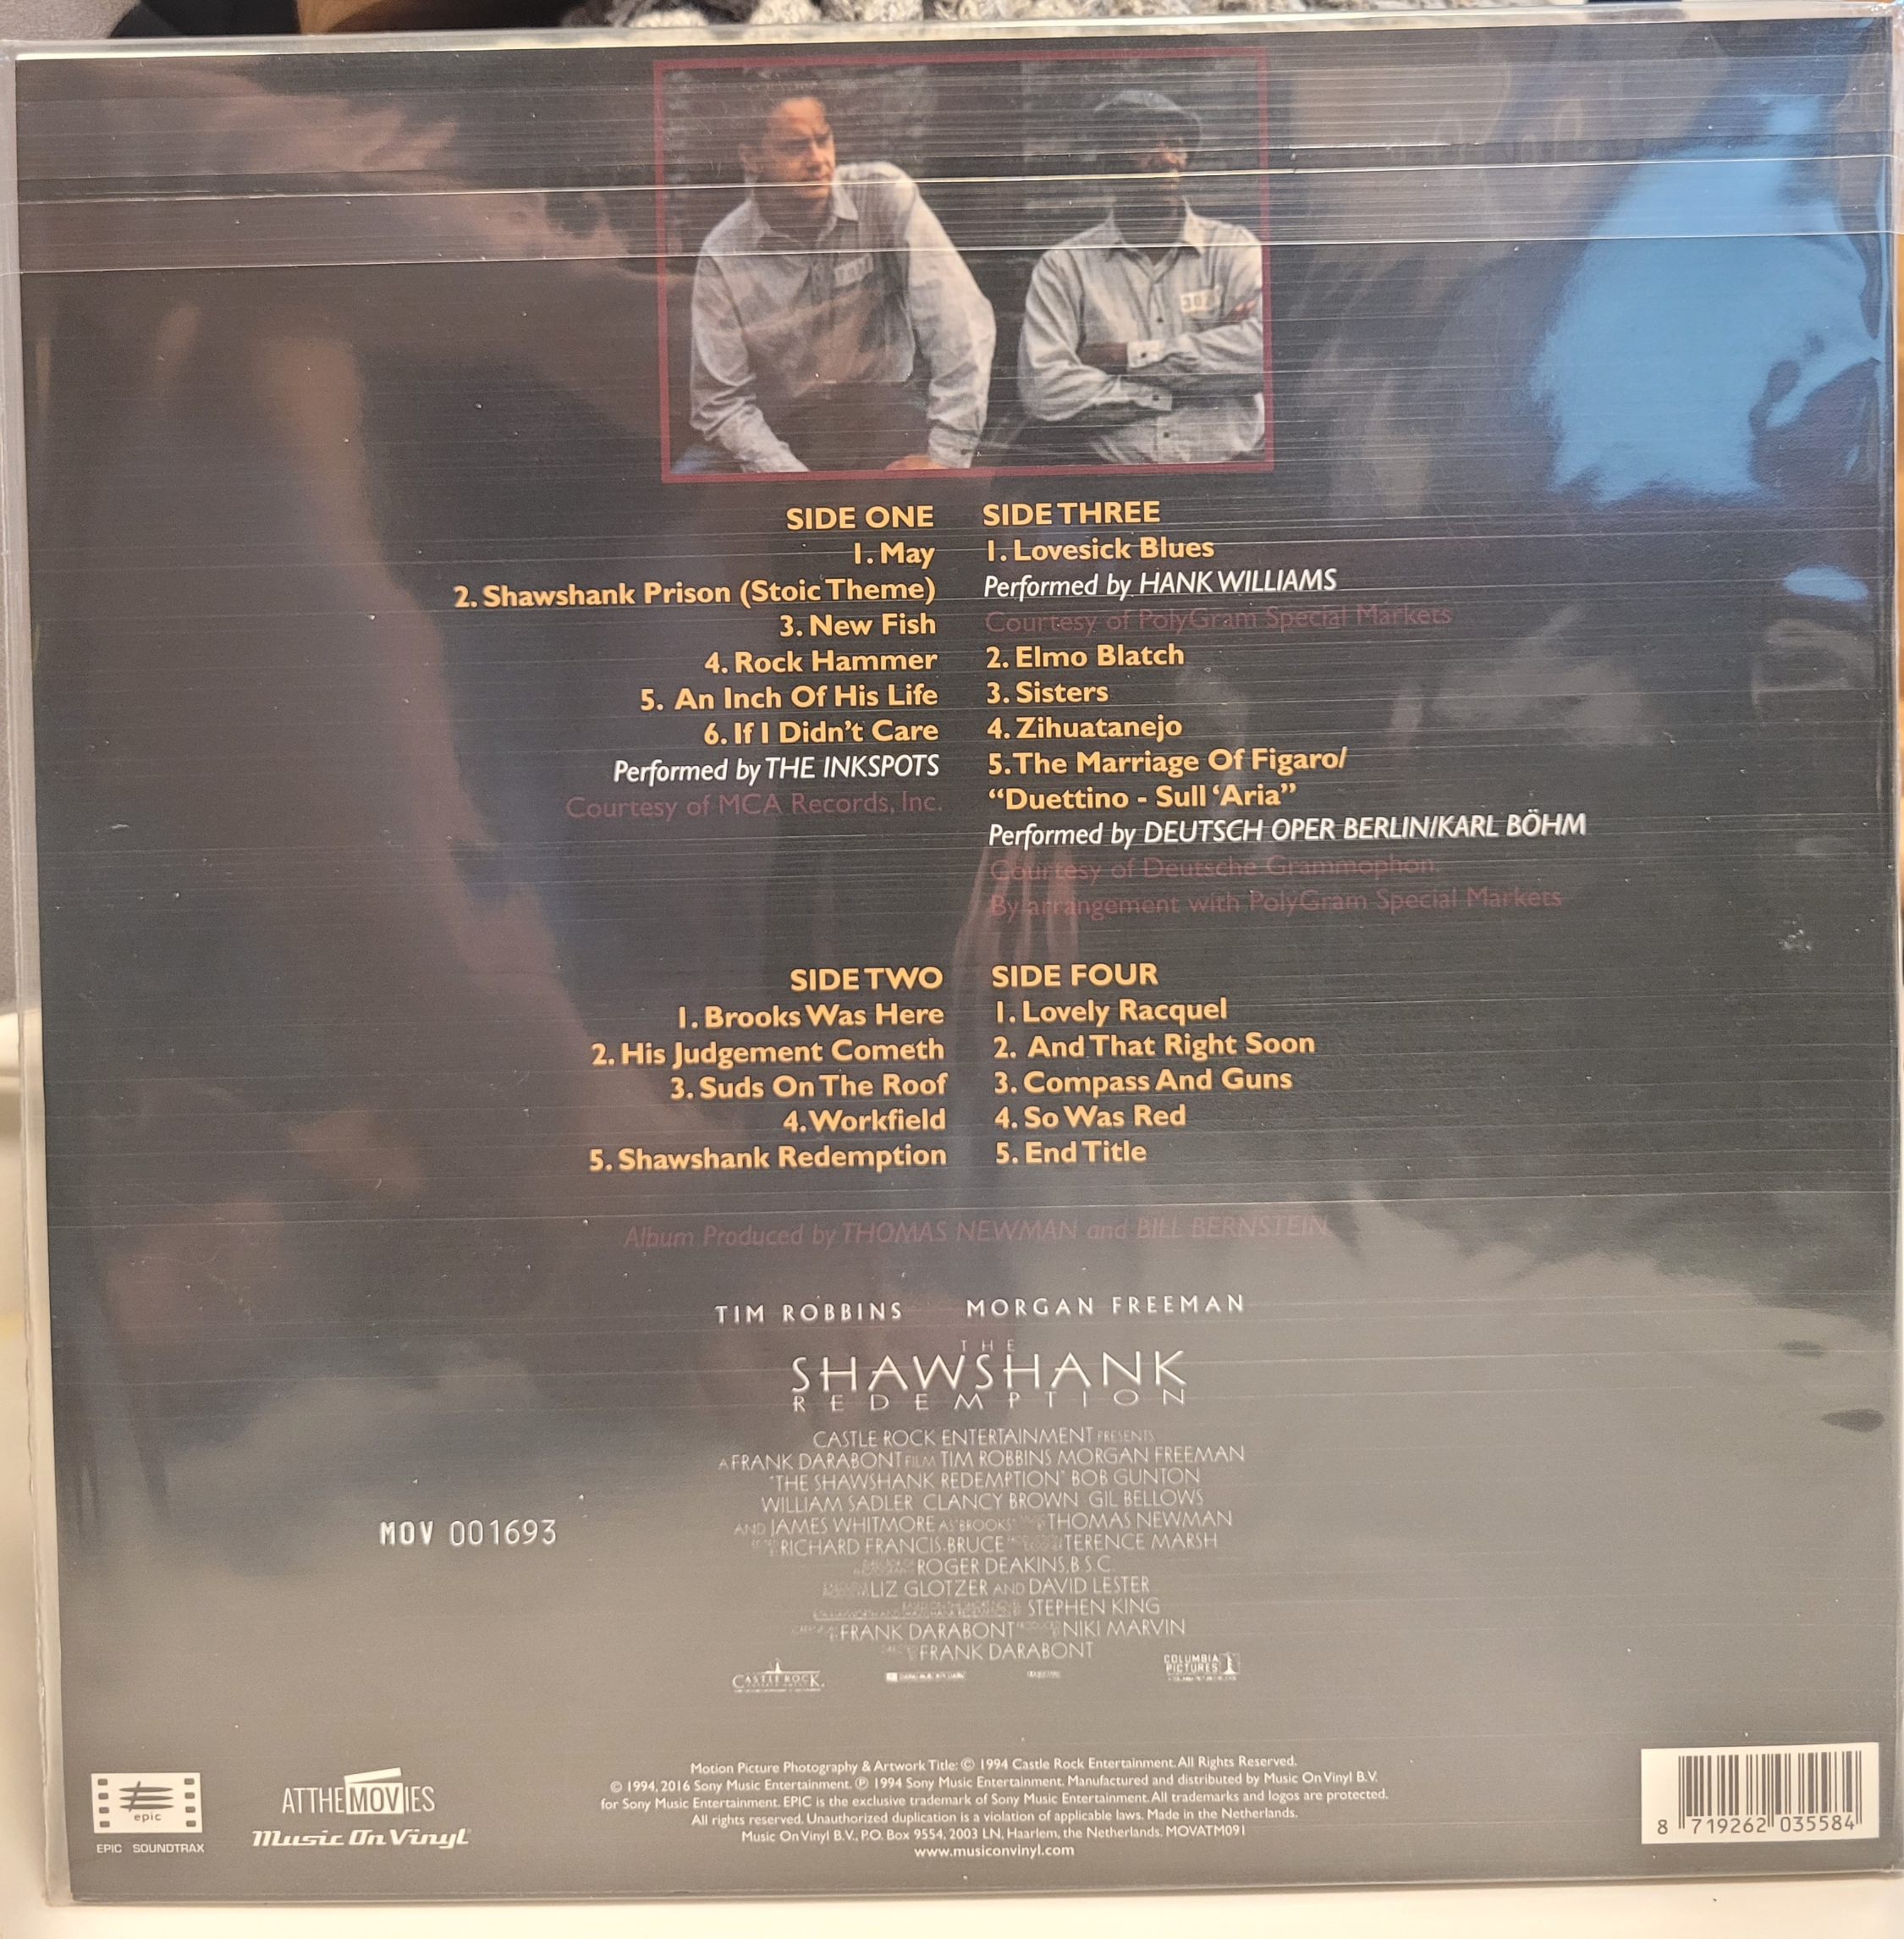 SIDE ONE
1. May
2. Shawshank Prison (Stoic Theme)
3. New Fish
4. Rock Hammer
5. An Inch Of His Life
6. If I Didn't Care
Performed by THE INKSPOTS
Courtesy of MCA Records, Inc.
SIDE THREE
1. Lovesick Blues
Performed by HANK WILLIAMS
Courtesy of PolyGram Special Markets
2. Elmo Blatch
3. Sisters
4. Zihuatanejo
5. The Marriage Of Figaro/
“Duettino - Sull ‘Aria”
Performed by DEUTSCH OPER BERLIN/KARL BÖHM
Courtesy of Deutsche Grammophon.
By arrangement with PolyGram Special Markets
SIDE TWO
1. Brooks Was Here
2. His Judgement Cometh
3. Suds On The Roof
4. Workfield
5. Shawshank Redemption
SIDE FOUR
1. Lovely Racquel
2. And That Right Soon
3. Compass And Guns
4. So Was Red
5. End Title
Album Produced by THOMAS NEWMAN and BILL BERNSTEIN
TIM ROBBINS MORGAN FREEMAN
THE
SHAWSHANK
REDEMPTION
CASTLE ROCK ENTERTAINMENT PRESENTS
A FRANK DARABONT FILM TIM ROBBINS MORGAN FREEMAN
"THE SHAWSHANK REDEMPTION" BOB GUNTON
WILLIAM SADLER CLANCY BROWN GIL BELLOWS
AND JAMES WHITMORE AS "BROOKS" THOMAS NEWMAN
RICHARD FRANCIS-BRUCE TERENCE MARSH
ROGER DEAKINS, B.S.C.
LIZ GLOTZER AND DAVID LESTER
STEPHEN KING
FRANK DARABONT NIKI MARVIN
FRANK DARABONT
CASTLE ROCK
COLUMBIA
PICTURES
MOV 001693
epic
EPIC SOUNDTRAX
AT THE MOVIES
Music On Vinyl
Motion Picture Photography & Artwork Title: © 1994 Castle Rock Entertainment. All Rights Reserved.
© 1994, 2016 Sony Music Entertainment. ℗ 1994 Sony Music Entertainment. Manufactured and distributed by Music On Vinyl B.V.
for Sony Music Entertainment. EPIC is the exclusive trademark of Sony Music Entertainment. All trademarks and logos are protected.
All rights reserved. Unauthorized duplication is a violation of applicable laws. Made in the Netherlands.
Music On Vinyl B.V., P.O. Box 9554, 2003 LN, Haarlem, the Netherlands. MOVATM091
www.musiconvinyl.com
8 719262 035584